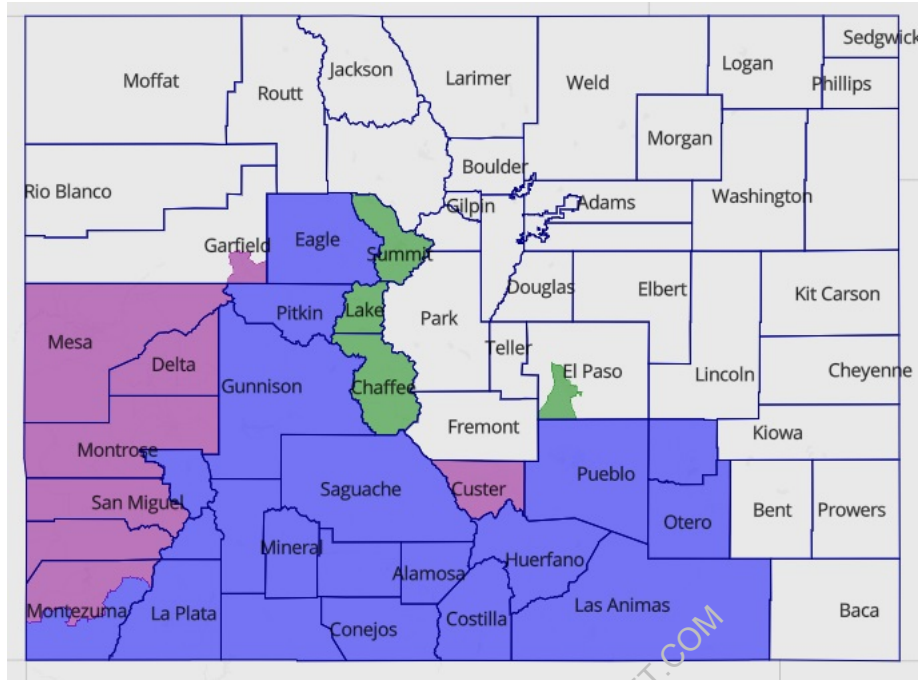 Sedgwick
Moffat
Jackson
Larimer
Weld
Logan
Phillips
Routt
Morgan
Boulder
Rio Blanco
Gilpin
Adams
Washington
Garfield
Eagle
Summit
Douglas
Elbert
Kit Carson
Pitkin
Lake
Park
Mesa
Teller
Delta
El Paso
Lincoln
Cheyenne
Gunnison
Chaffee
Fremont
Kiowa
Montrose
Pueblo
Saguache
Custer
San Miguel
Otero
Bent
Prowers
Mineral
Huerfano
Alamosa
Montezuma
La Plata
Costilla
Las Animas
Baca
Conejos
T.COM